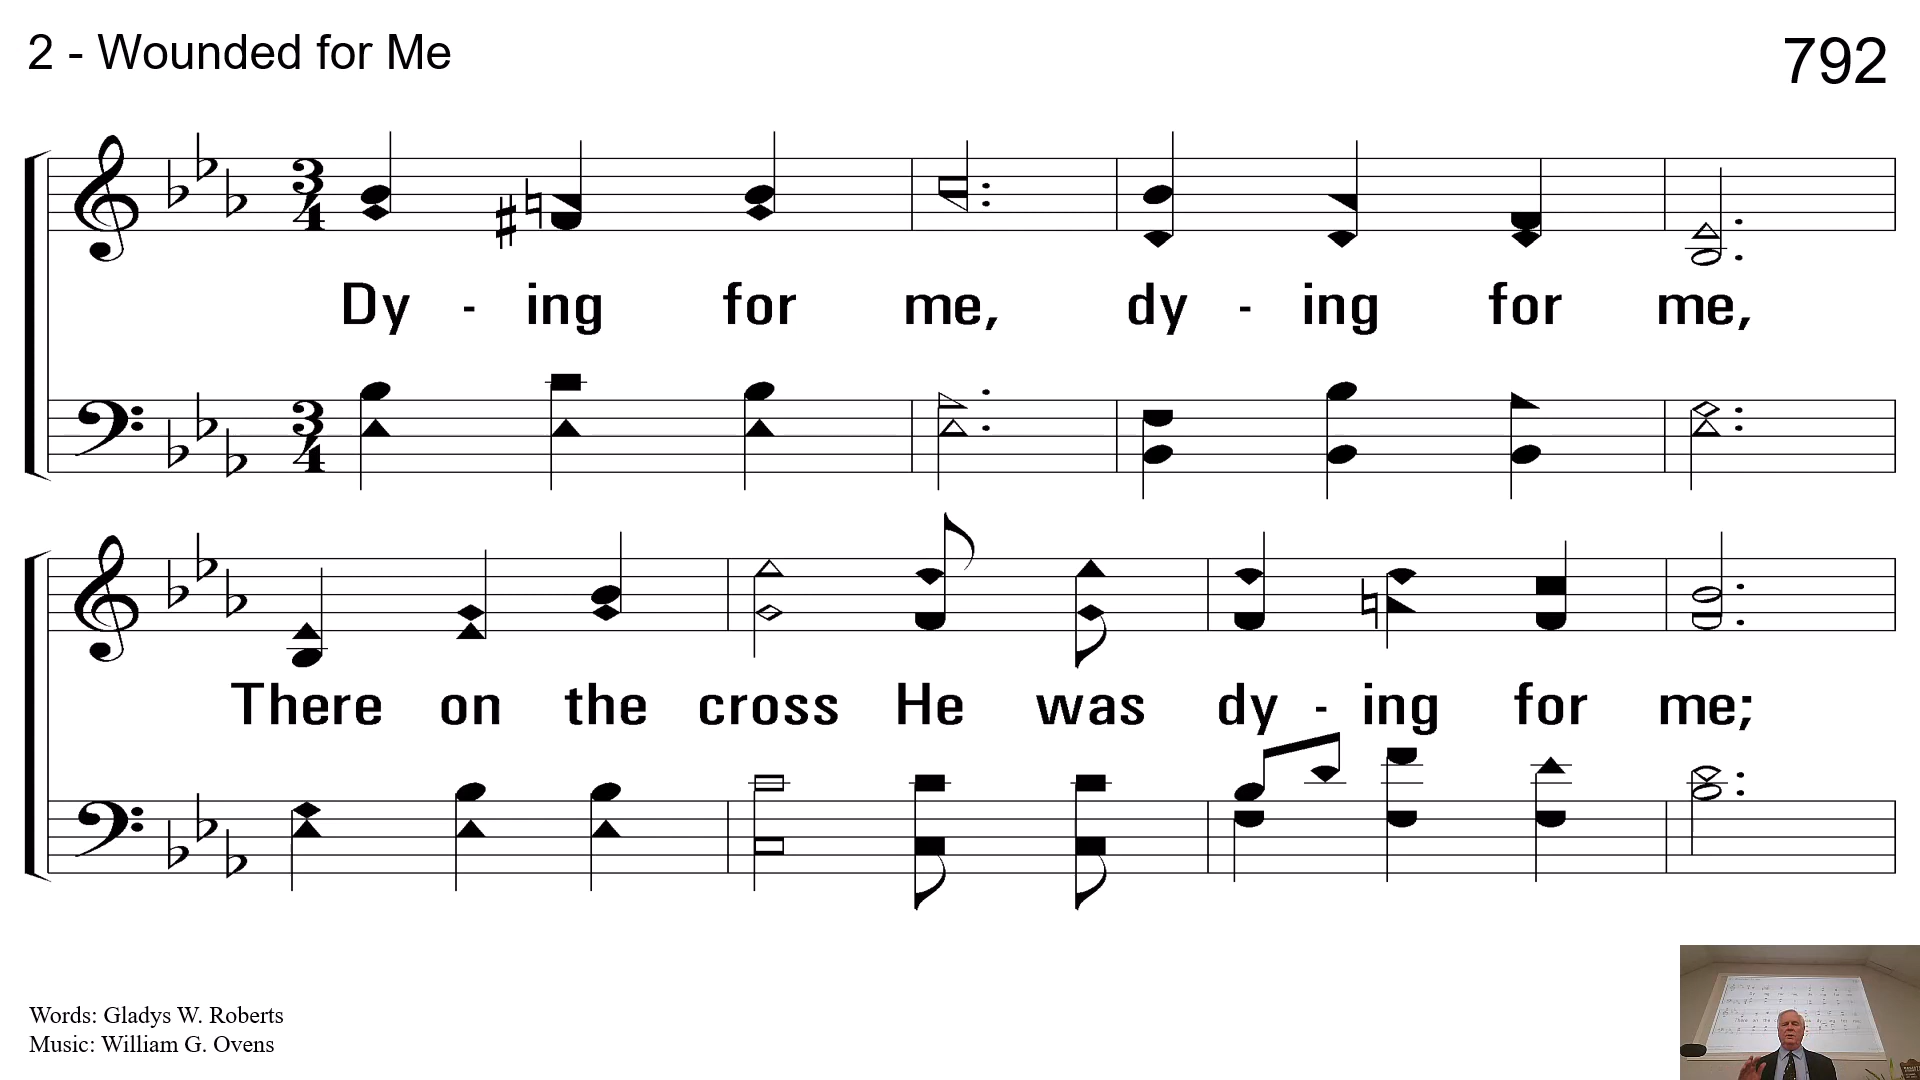 2 - Wounded for Me
792
Dy - ing for me, dy - ing for me,
There on the cross He was dy - ing for me;
Words: Gladys W. Roberts
Music: William G. Ovens